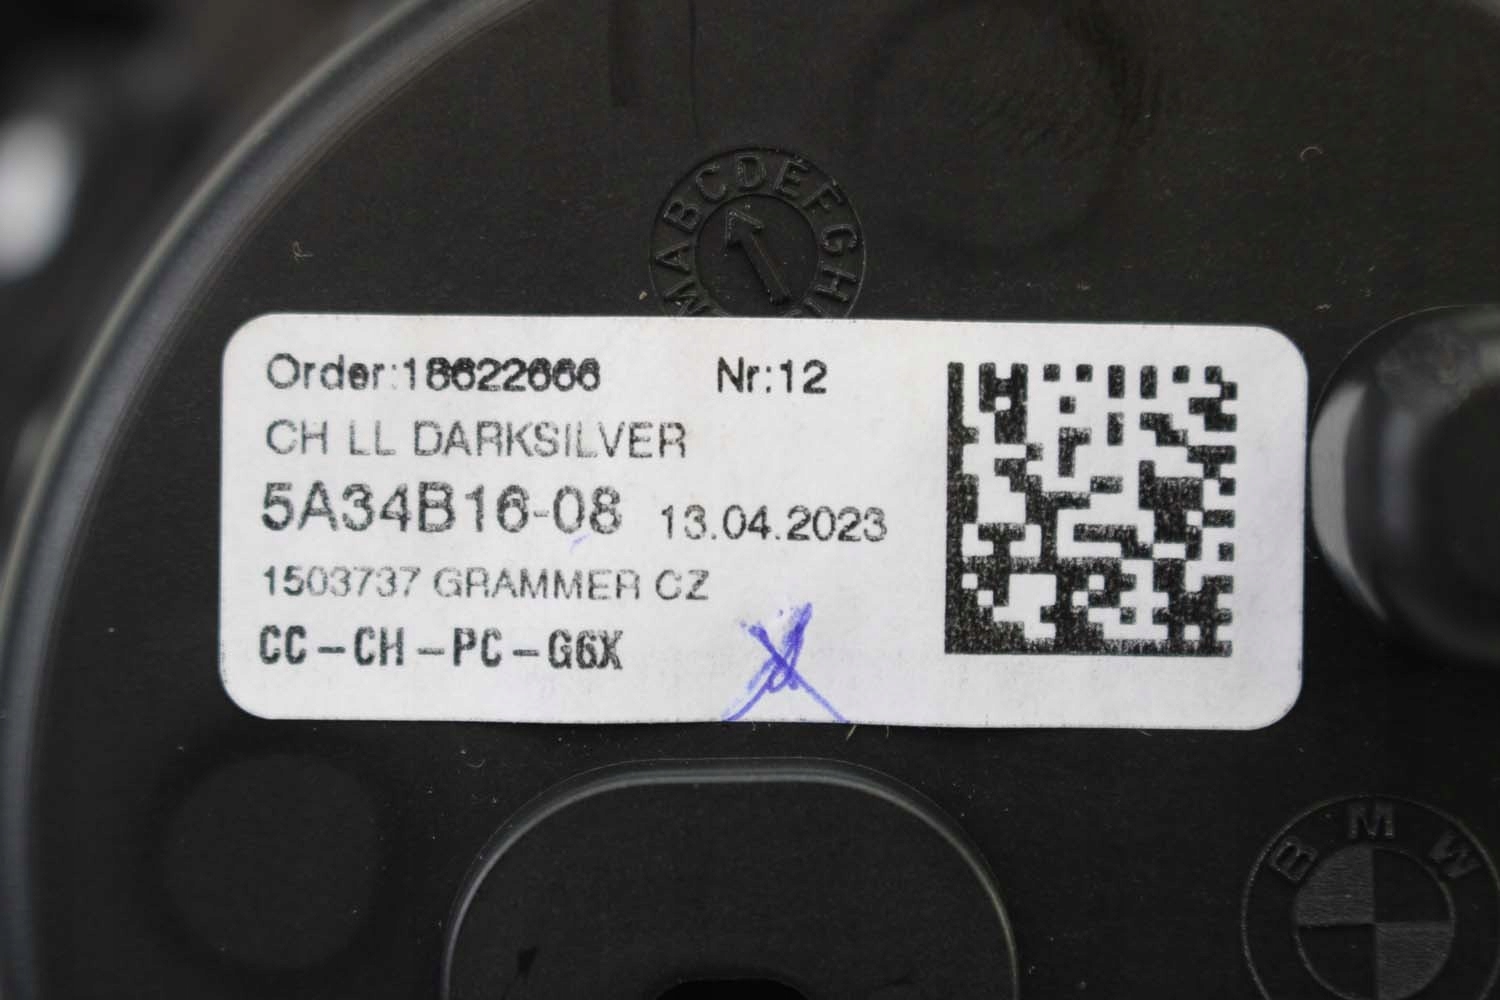 MABCDEFGH
Order:18622666 Nr:12
CH LL DARKSILVER
5A34B16-08 13.04.2023
1503737 GRAMMER CZ
CC-CH-PC-G6X
BMW